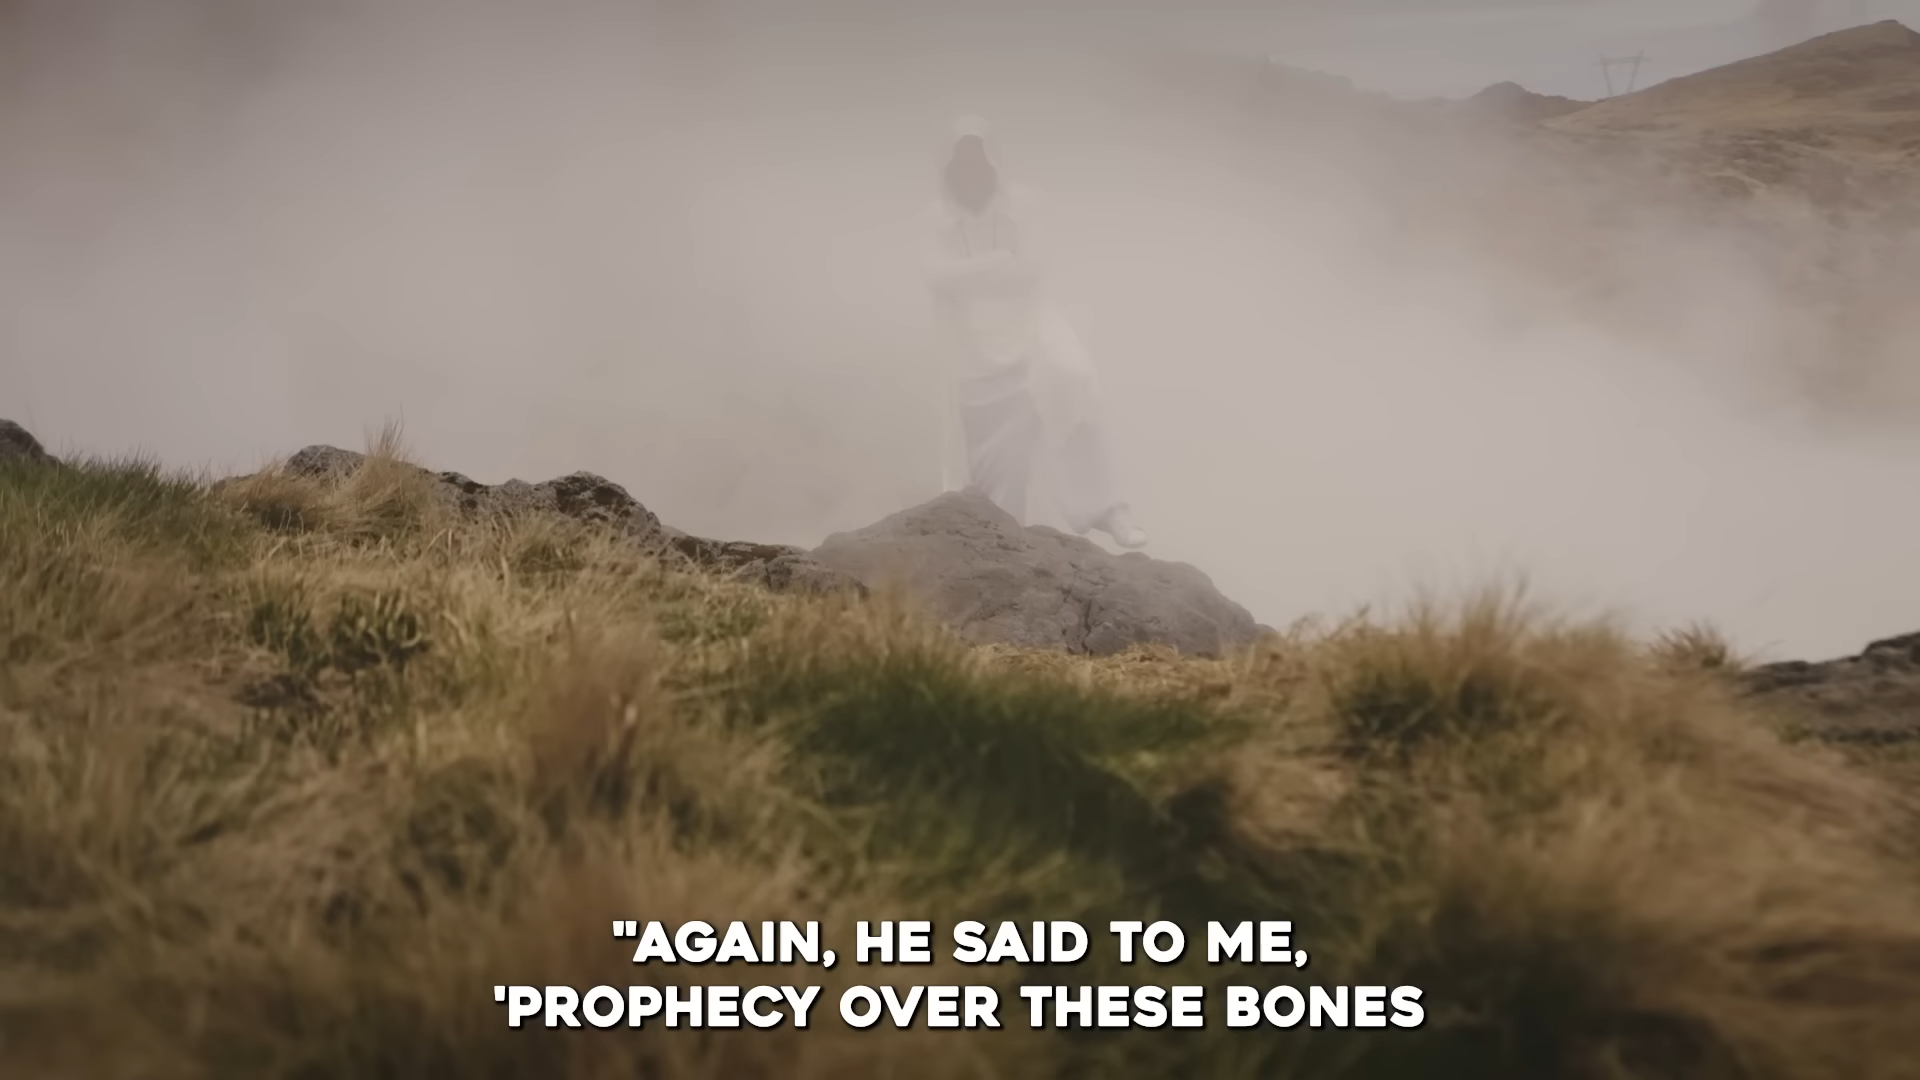 "AGAIN, HE SAID TO ME,
'PROPHECY OVER THESE BONES